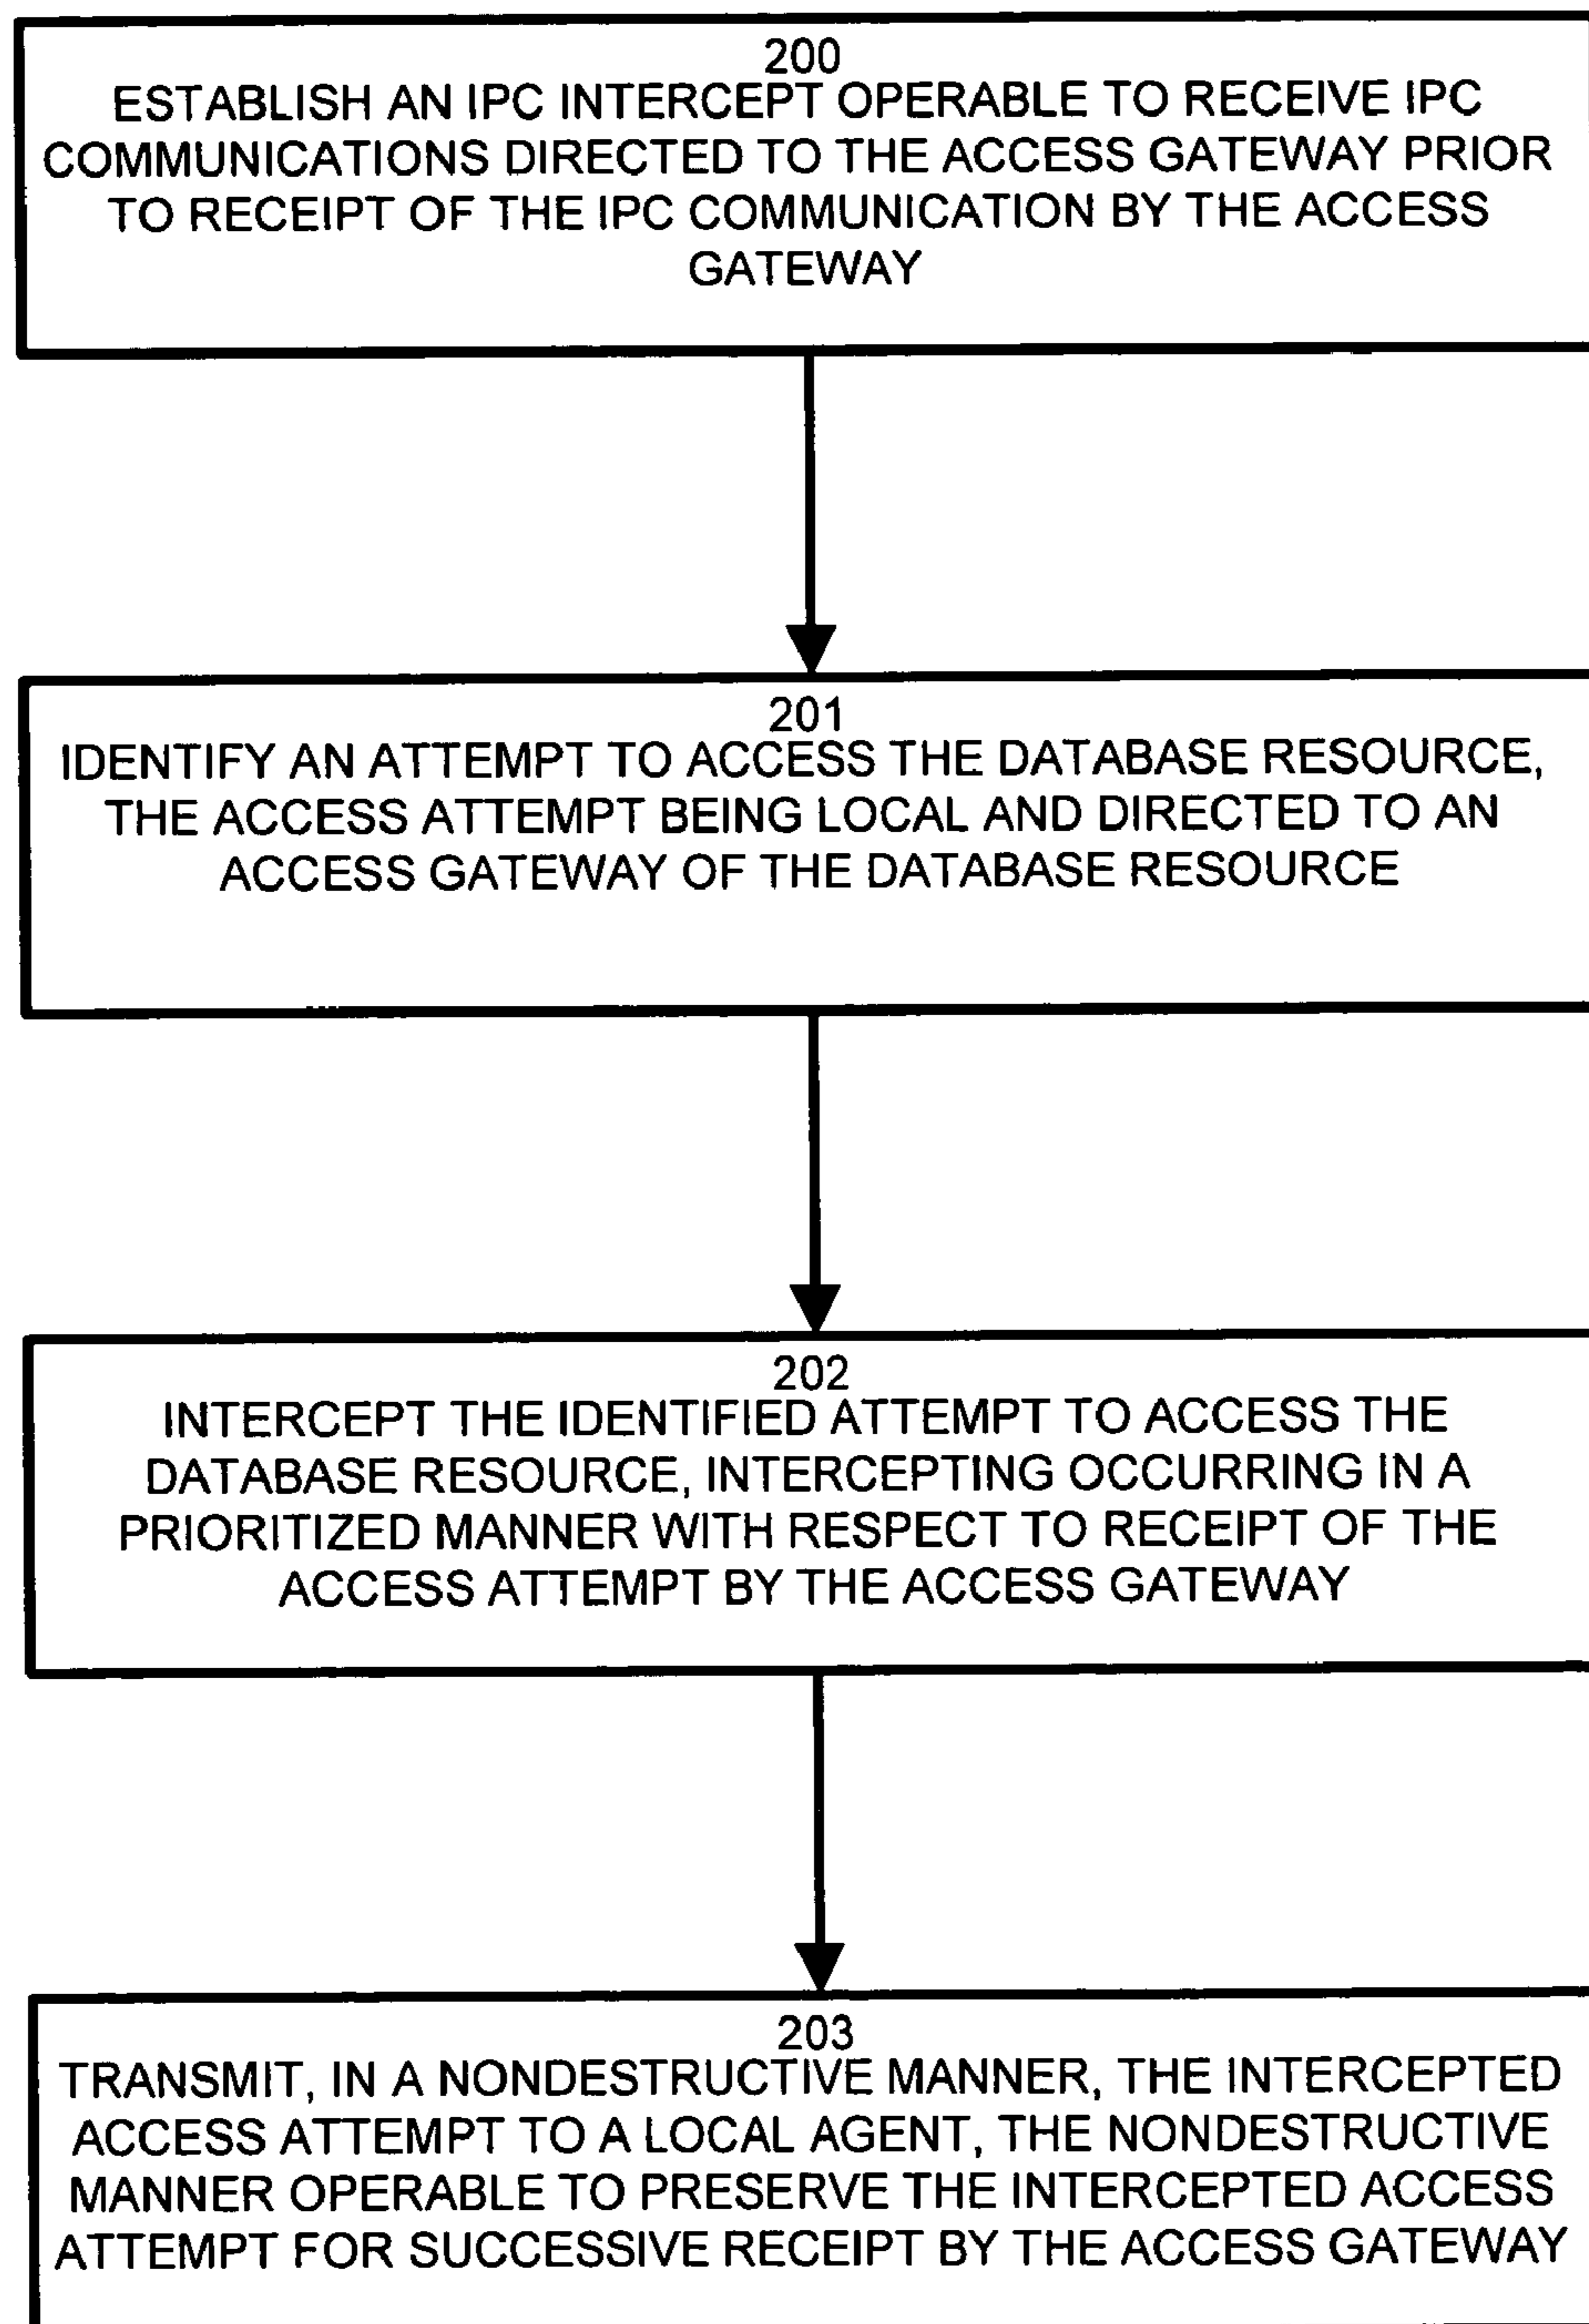 200
ESTABLISH AN IPC INTERCEPT OPERABLE TO RECEIVE IPC
COMMUNICATIONS DIRECTED TO THE ACCESS GATEWAY PRIOR
TO RECEIPT OF THE IPC COMMUNICATION BY THE ACCESS
GATEWAY
201
IDENTIFY AN ATTEMPT TO ACCESS THE DATABASE RESOURCE,
THE ACCESS ATTEMPT BEING LOCAL AND DIRECTED TO AN
ACCESS GATEWAY OF THE DATABASE RESOURCE
202
INTERCEPT THE IDENTIFIED ATTEMPT TO ACCESS THE
DATABASE RESOURCE, INTERCEPTING OCCURRING IN A
PRIORITIZED MANNER WITH RESPECT TO RECEIPT OF THE
ACCESS ATTEMPT BY THE ACCESS GATEWAY
203
TRANSMIT, IN A NONDESTRUCTIVE MANNER, THE INTERCEPTED
ACCESS ATTEMPT TO A LOCAL AGENT, THE NONDESTRUCTIVE
MANNER OPERABLE TO PRESERVE THE INTERCEPTED ACCESS
ATTEMPT FOR SUCCESSIVE RECEIPT BY THE ACCESS GATEWAY